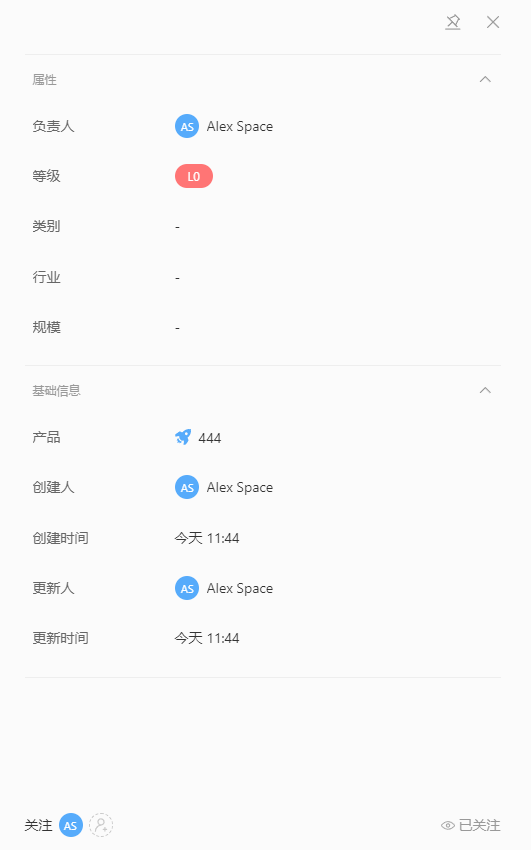 属性
负责人 AS Alex Space
等级 L0
类别 -
行业 -
规模 -
基础信息
产品 444
创建人 AS Alex Space
创建时间 今天 11:44
更新人 AS Alex Space
更新时间 今天 11:44
关注 AS 已关注